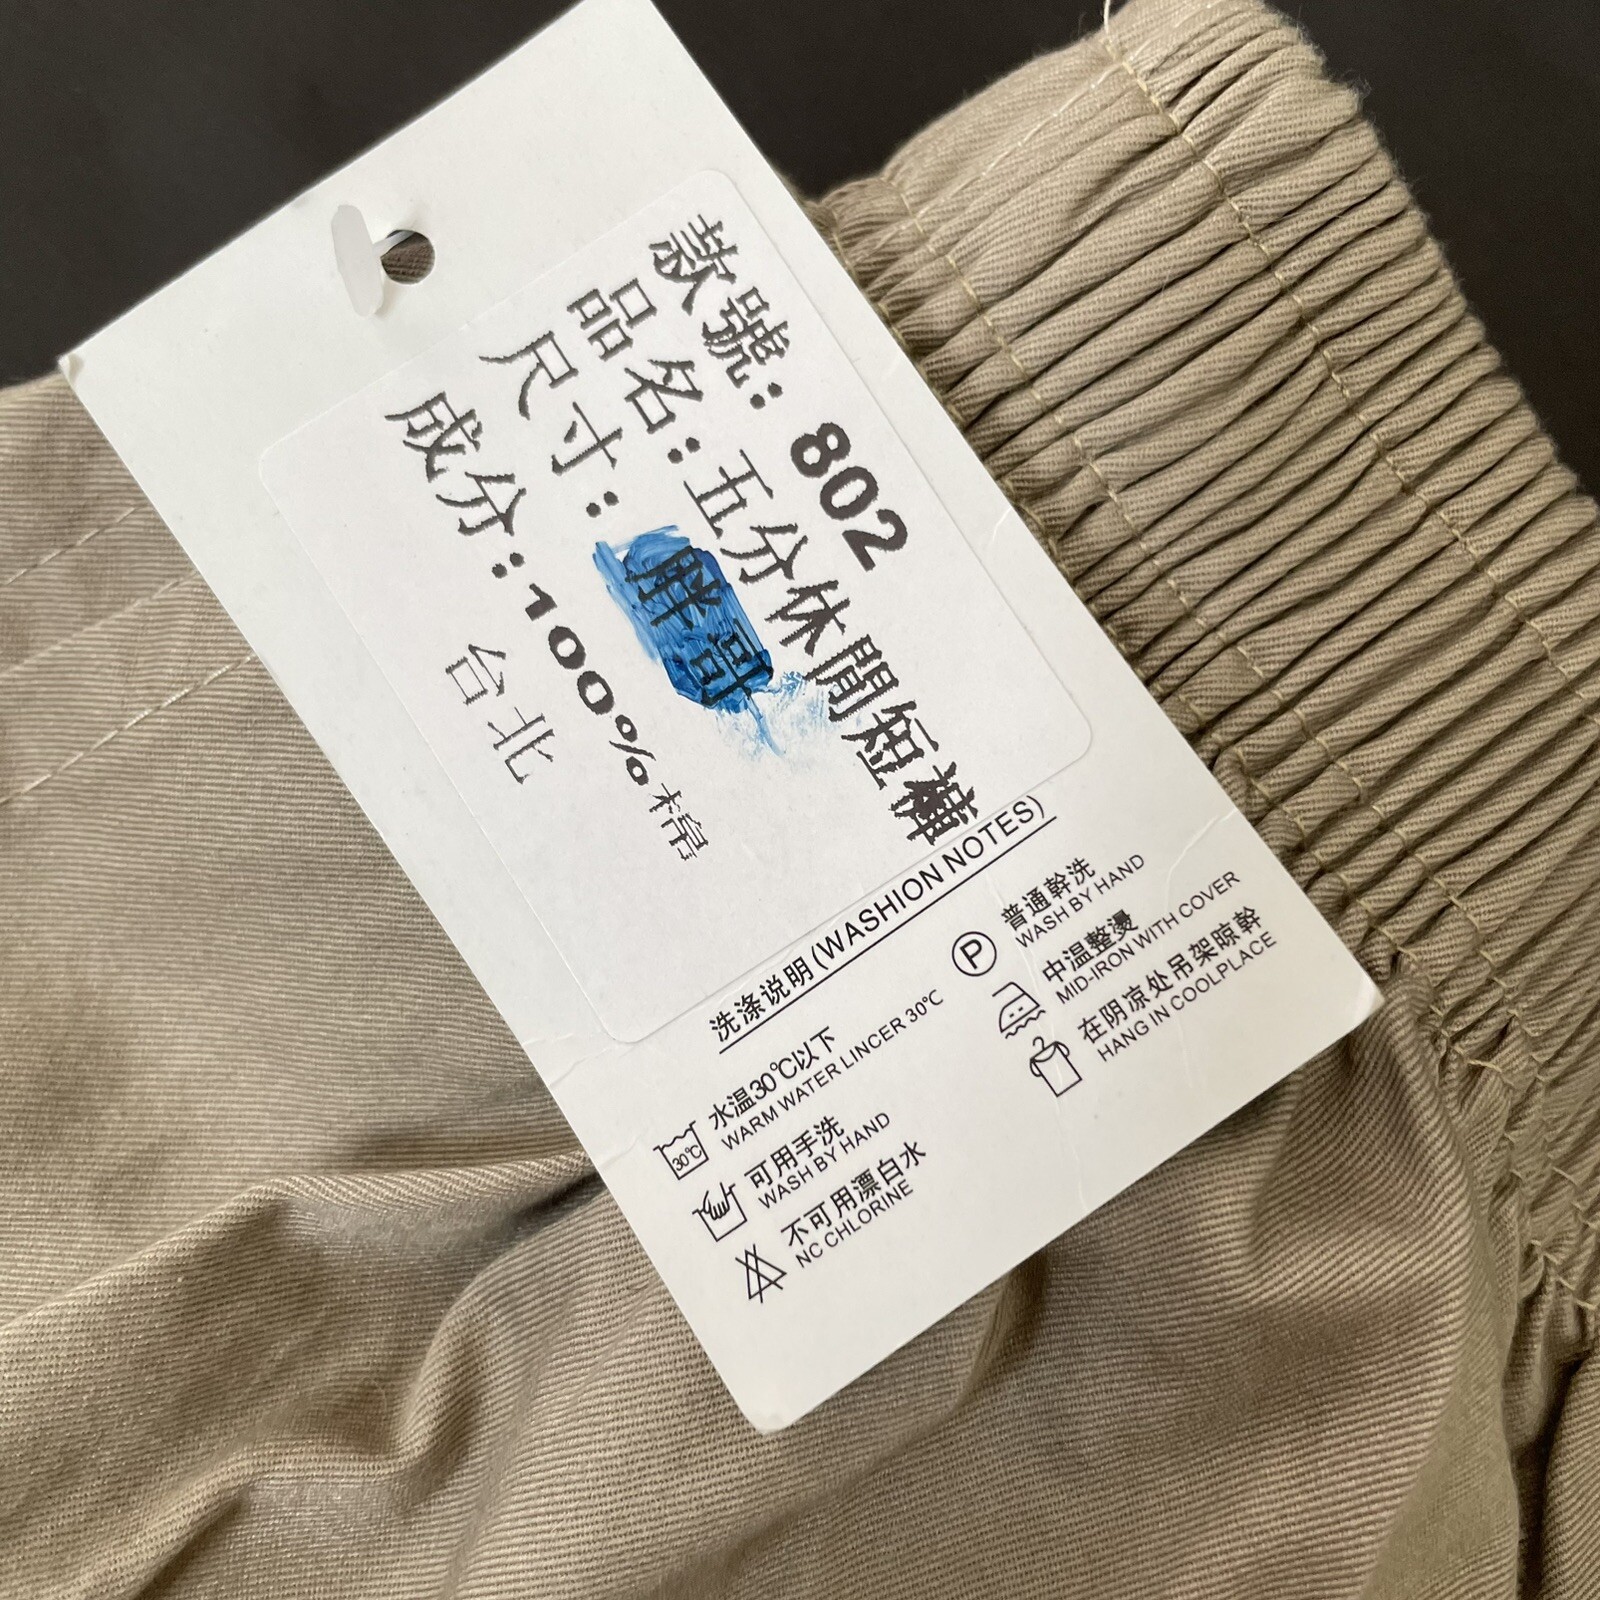 款號：802
品名：五分休閒短褲
尺寸：胖哥
成分：100%棉
台北
洗涤说明(WASHION NOTES)
30℃
水温30℃以下
WARM WATER LINCER 30℃
可用手洗
WASH BY HAND
不可用漂白水
NC CHLORINE
P
普通幹洗
WASH BY HAND
中温整燙
MID-IRON WITH COVER
在阴凉处吊架晾幹
HANG IN COOLPLACE